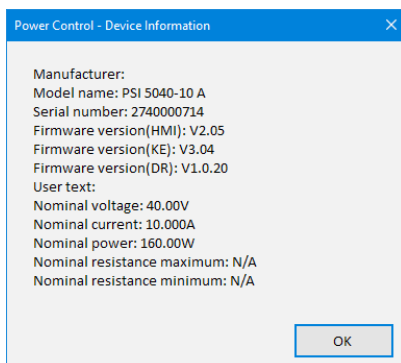 Power Control - Device Information
Manufacturer:
Model name: PSI 5040-10 A
Serial number: 2740000714
Firmware version(HMI): V2.05
Firmware version(KE): V3.04
Firmware version(DR): V1.0.20
User text:
Nominal voltage: 40.00V
Nominal current: 10.000A
Nominal power: 160.00W
Nominal resistance maximum: N/A
Nominal resistance minimum: N/A
OK